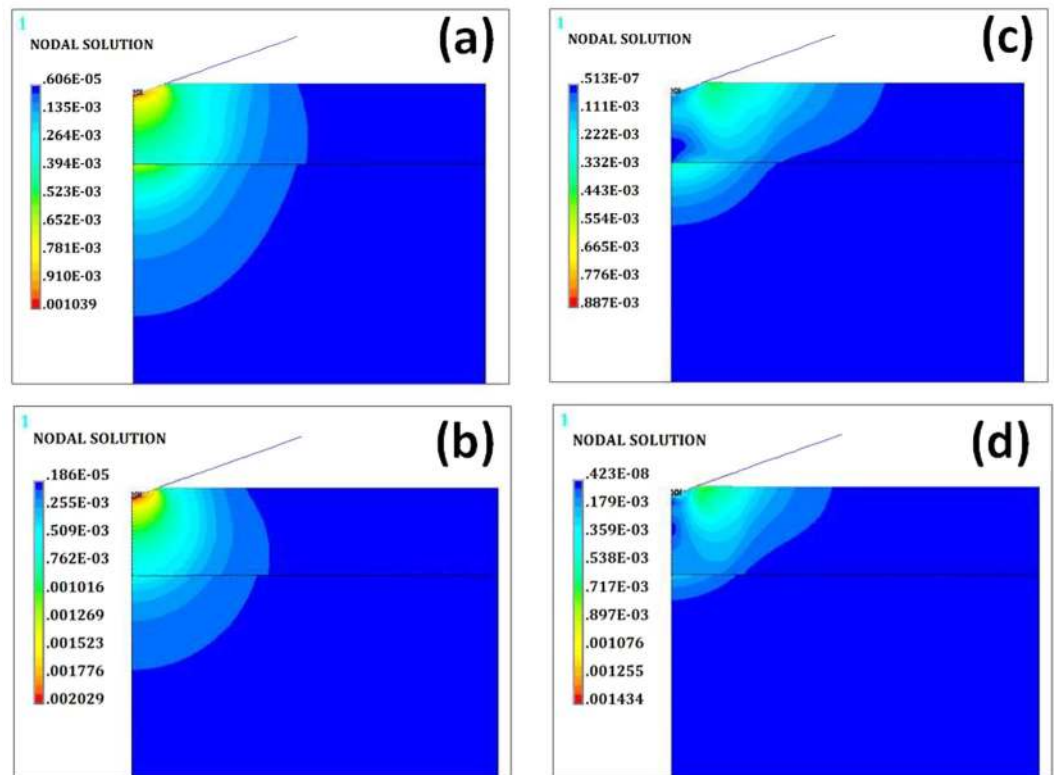 1
NODAL SOLUTION
(a)
.606E-05
.135E-03
.264E-03
.394E-03
.523E-03
.652E-03
.781E-03
.910E-03
.001039
1
NODAL SOLUTION
(c)
.513E-07
.111E-03
.222E-03
.332E-03
.443E-03
.554E-03
.665E-03
.776E-03
.887E-03
1
NODAL SOLUTION
(b)
.186E-05
.255E-03
.509E-03
.762E-03
.001016
.001269
.001523
.001776
.002029
1
NODAL SOLUTION
(d)
.423E-08
.179E-03
.359E-03
.538E-03
.717E-03
.897E-03
.001076
.001255
.001434